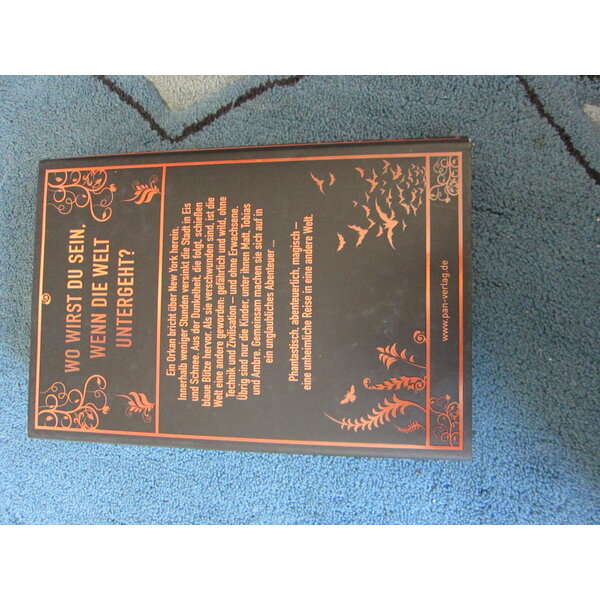 WO WIRST DU SEIN,
WENN DIE WELT
UNTERGEHT?
Ein Orkan bricht über New York herein.
Innerhalb weniger Stunden versinkt die Stadt in Eis
und Schnee. Aus der Dunkelheit, die folgt, schießen
blaue Blitze hervor. Als sie verschwunden sind, ist die
Welt eine andere geworden: gefährlich und wild, ohne
Technik und Zivilisation – und ohne Erwachsene.
Übrig sind nur die Kinder, unter ihnen Matt, Tobias
und Ambre. Gemeinsam machen sie sich auf in
ein unglaubliches Abenteuer ...
Phantastisch, abenteuerlich, magisch –
eine unheimliche Reise in eine andere Welt.
www.pan-verlag.de